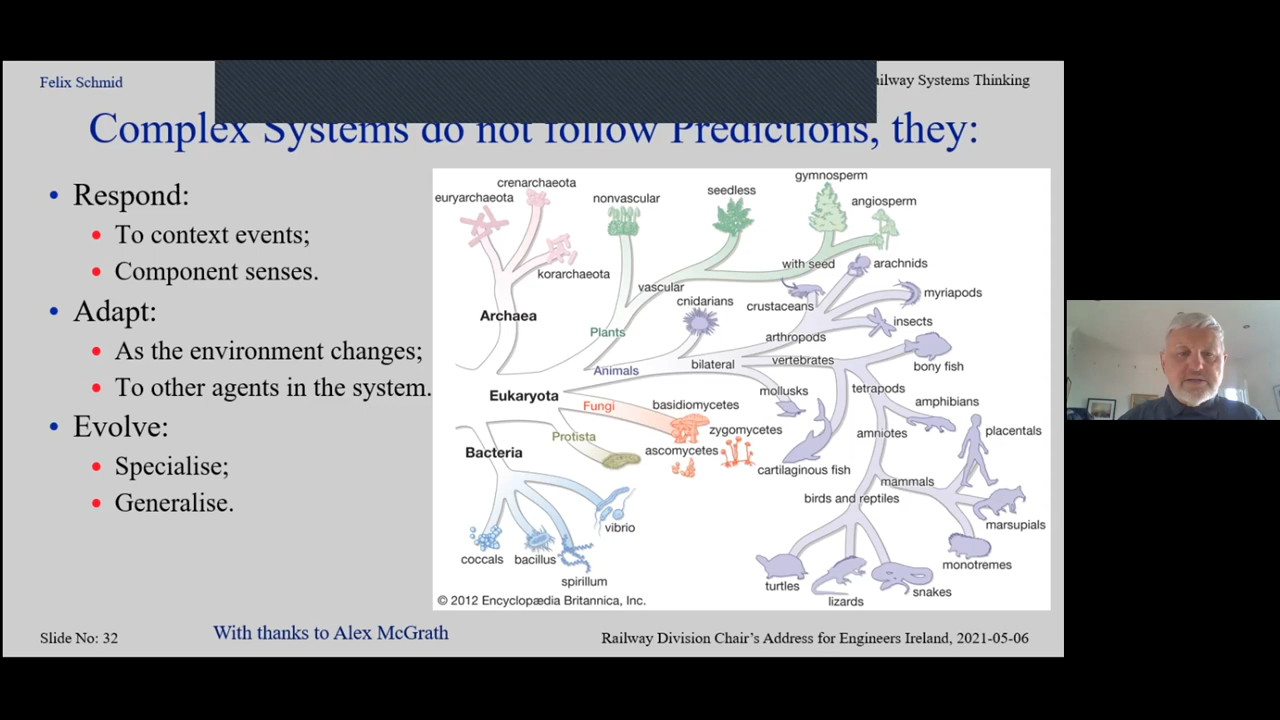 Felix Schmid
Railway Systems Thinking
Complex Systems do not follow Predictions, they:
• Respond:
• To context events;
• Component senses.
• Adapt:
• As the environment changes;
• To other agents in the system.
• Evolve:
• Specialise;
• Generalise.
crenarchaeota
euryarchaeota
korarchaeota
Archaea
nonvascular
seedless
gymnosperm
angiosperm
with seed
vascular
Plants
cnidarians
crustaceans
arachnids
myriapods
insects
arthropods
Animals
bilateral
vertebrates
bony fish
mollusks
tetrapods
amphibians
Eukaryota
Fungi
basidiomycetes
zygomycetes
ascomycetes
Protista
cartilaginous fish
amniotes
placentals
mammals
birds and reptiles
marsupials
monotremes
turtles
lizards
snakes
Bacteria
vibrio
coccals
bacillus
spirillum
© 2012 Encyclopædia Britannica, Inc.
Slide No: 32
With thanks to Alex McGrath
Railway Division Chair's Address for Engineers Ireland, 2021-05-06